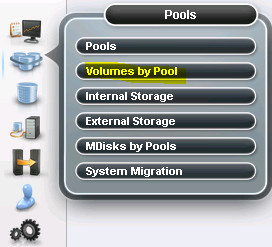 Pools
Pools
Volumes by Pool
Internal Storage
External Storage
MDisks by Pools
System Migration